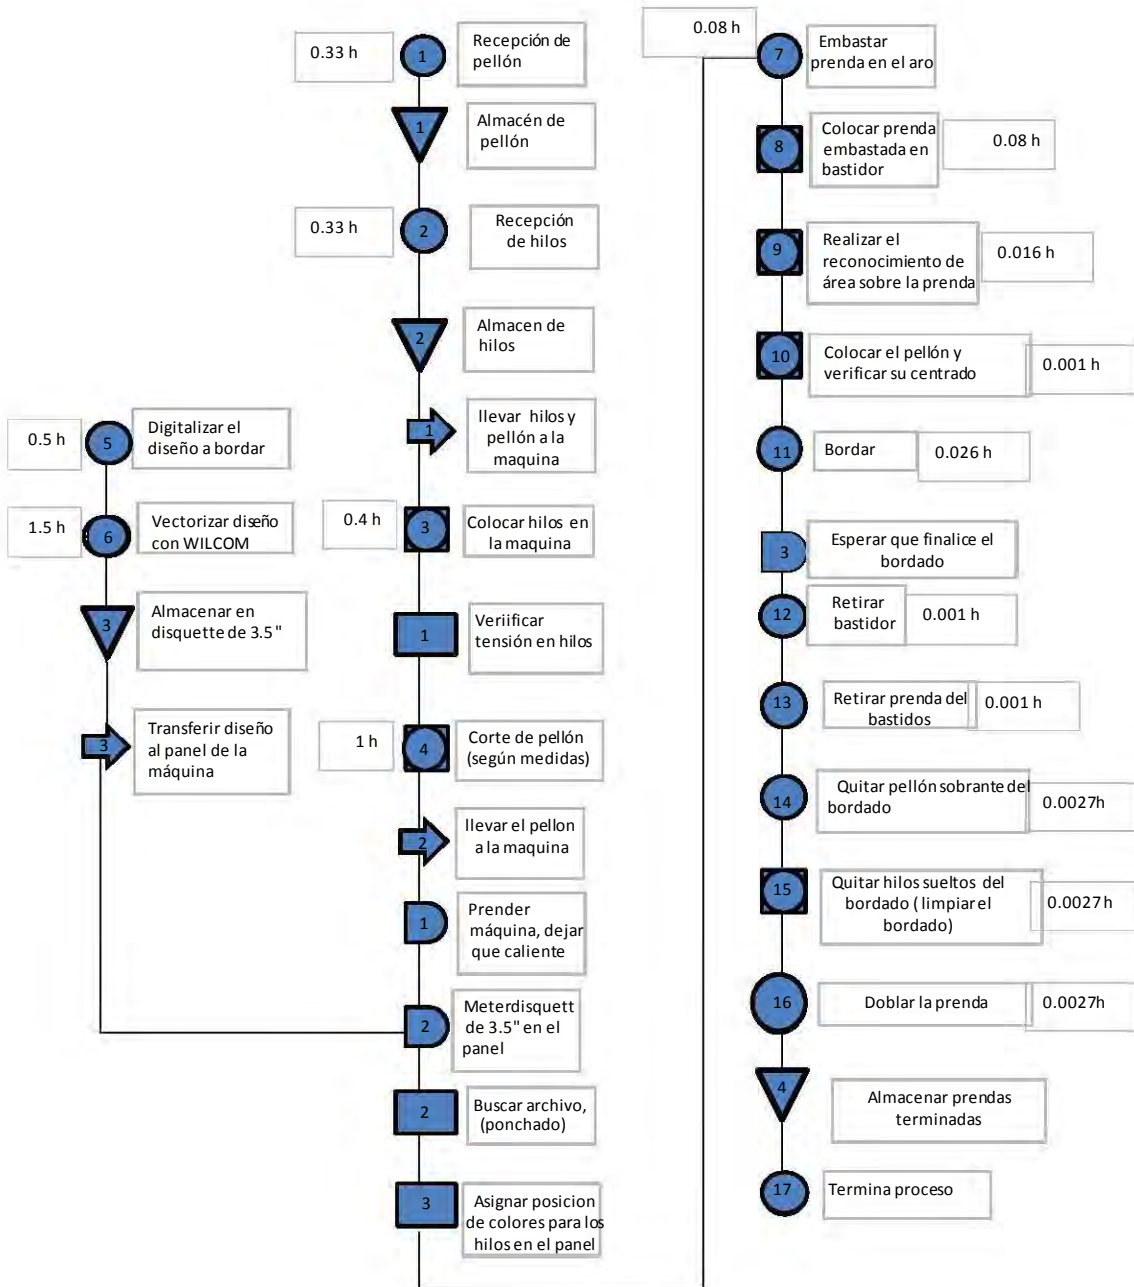 0.33 h
1
Recepción de
pellón
1
Almacén de
pellón
0.33 h
2
Recepción
de hilos
2
Almacen de
hilos
1
llevar hilos y
pellón a la
maquina
0.5 h
5
Digitalizar el
diseño a bordar
1.5 h
6
Vectorizar diseño
con WILCOM
3
Almacenar en
disquette de 3.5"
3
Transferir diseño
al panel de la
máquina
0.4 h
3
Colocar hilos en
la maquina
1
Veriificar
tensión en hilos
1 h
4
Corte de pellón
(según medidas)
2
llevar el pellon
a la maquina
1
Prender
máquina, dejar
que caliente
2
Meterdisquett
de 3.5" en el
panel
2
Buscar archivo,
(ponchado)
3
Asignar posicion
de colores para los
hilos en el panel
0.08 h
7
Embastar
prenda en el aro
8
Colocar prenda
embastada en
bastidor
0.08 h
9
Realizar el
reconocimiento de
área sobre la prenda
0.016 h
10
Colocar el pellón y
verificar su centrado
0.001 h
11
Bordar
0.026 h
3
Esperar que finalice el
bordado
12
Retirar
bastidor
0.001 h
13
Retirar prenda del
bastidos
0.001 h
14
Quitar pellón sobrante del
bordado
0.0027h
15
Quitar hilos sueltos del
bordado ( limpiar el
bordado)
0.0027h
16
Doblar la prenda
0.0027h
4
Almacenar prendas
terminadas
17
Termina proceso